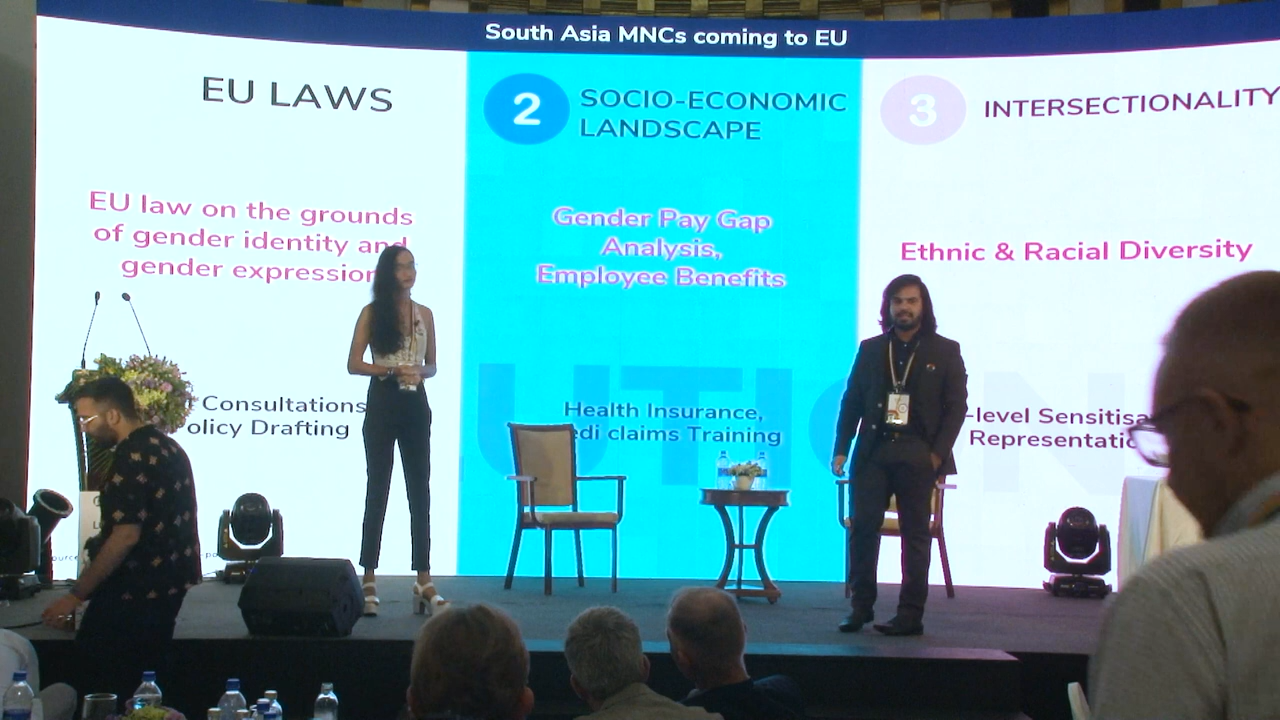 South Asia MNCs coming to EU
EU LAWS
EU law on the grounds
of gender identity and
gender expression
Consultations
olicy Drafting
2
SOCIO-ECONOMIC
LANDSCAPE
Gender Pay Gap
Analysis,
Employee Benefits
Health Insurance,
edi claims Training
3
INTERSECTIONALITY
Ethnic & Racial Diversity
-level Sensitisa
Representatio
UTION